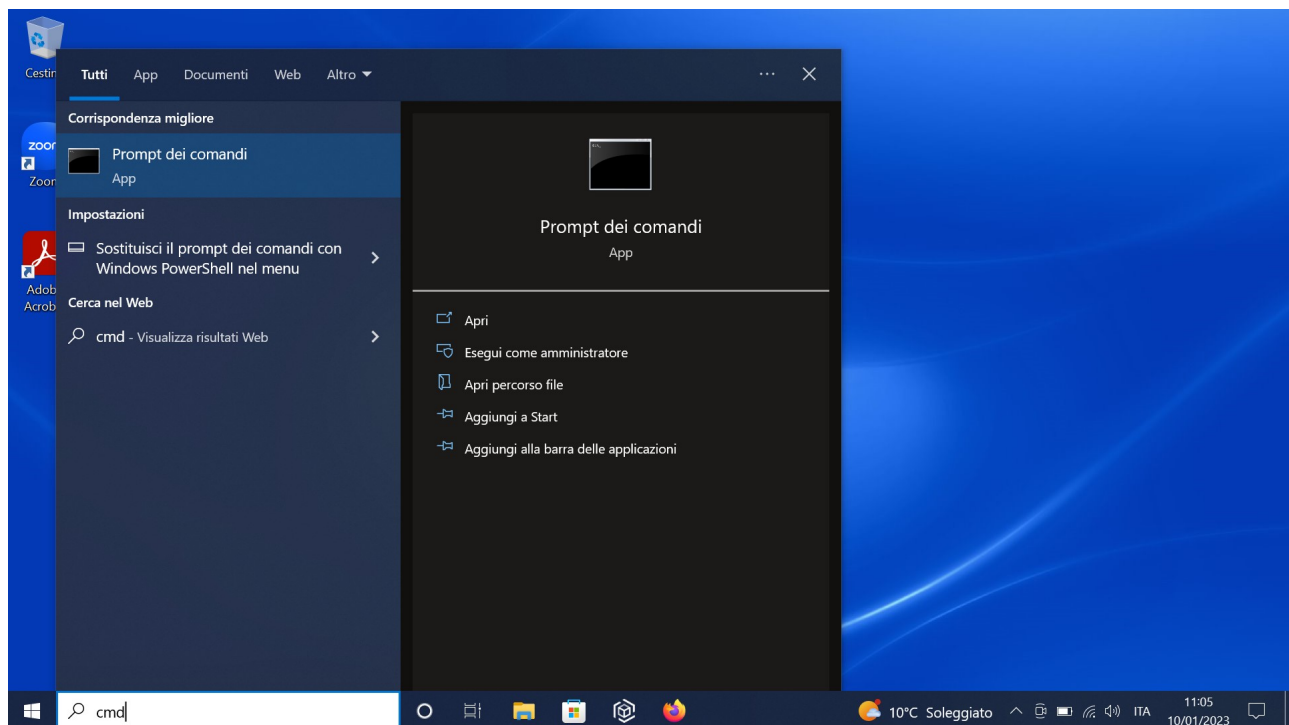 Cestin
Tutti App Documenti Web Altro
Corrispondenza migliore
Prompt dei comandi
App
Impostazioni
Sostituisci il prompt dei comandi con
Windows PowerShell nel menu
Cerca nel Web
cmd - Visualizza risultati Web
zoor
Zoor
Adob
Acrob
Prompt dei comandi
App
Apri
Esegui come amministratore
Apri percorso file
Aggiungi a Start
Aggiungi alla barra delle applicazioni
cmd
10°C Soleggiato
ITA
11:05
10/01/2023